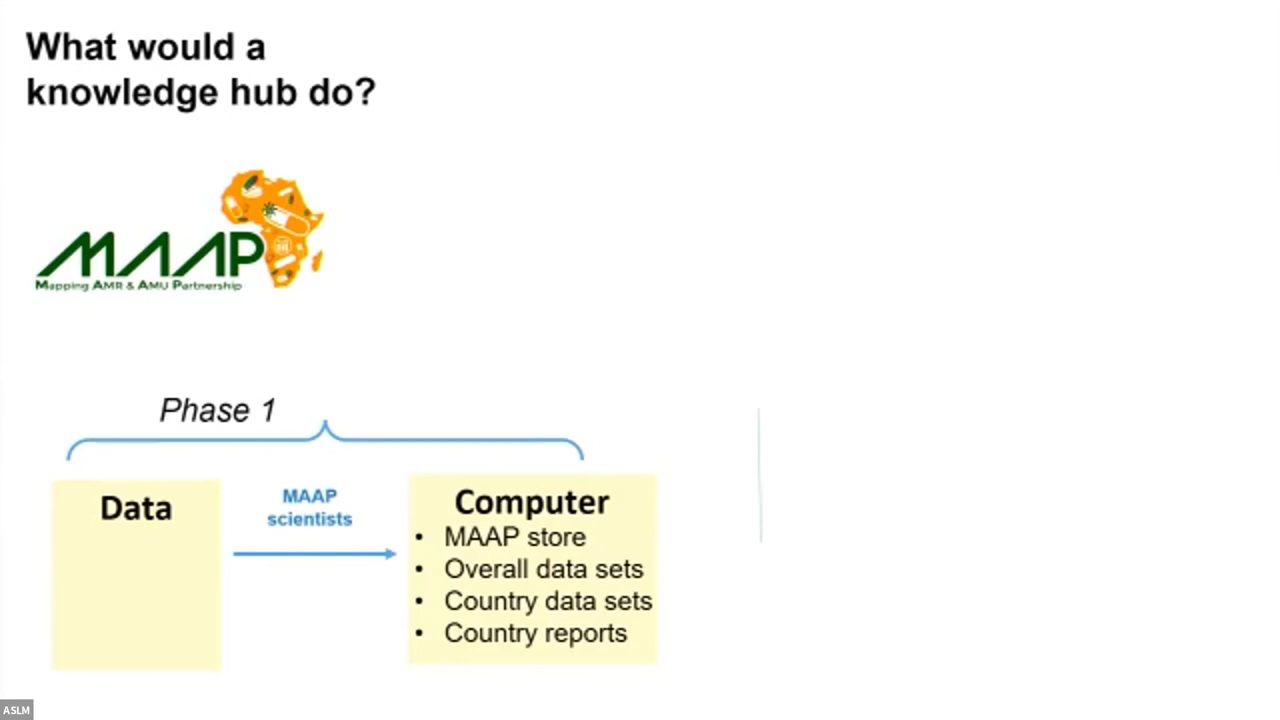 What would a
knowledge hub do?
MAAP
Mapping AMR & AMU Partnership
Phase 1
Data
MAAP
scientists
Computer
• MAAP store
• Overall data sets
• Country data sets
• Country reports
ASLM